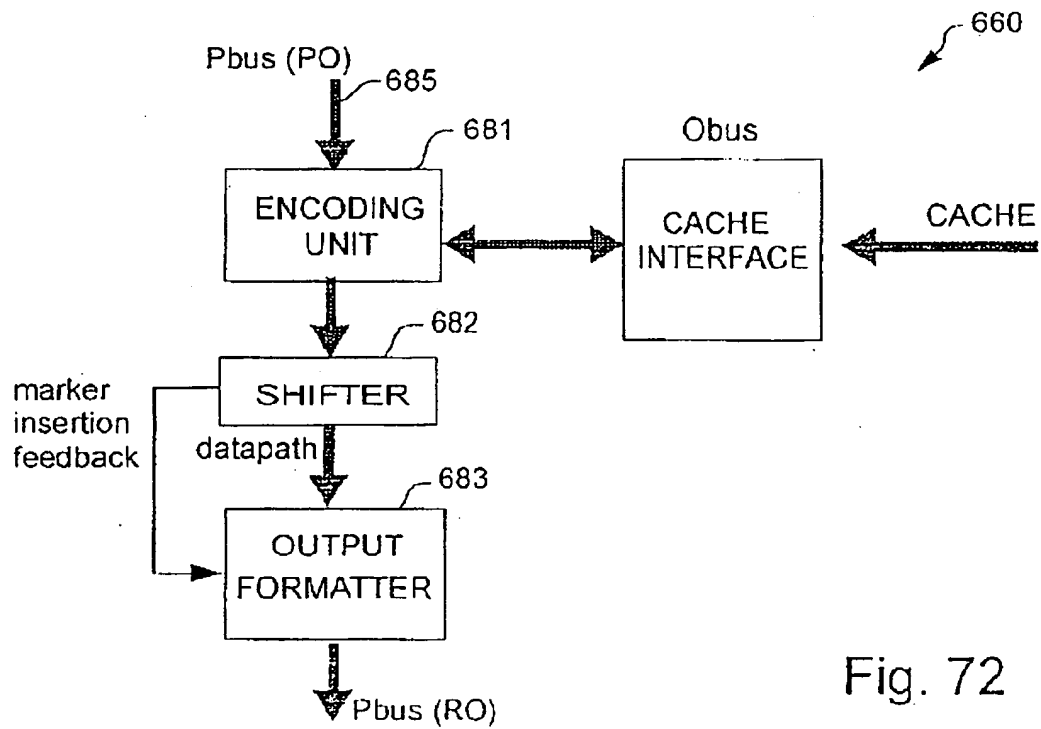 660
Pbus (PO)
685
681
Obus
ENCODING
UNIT
CACHE
INTERFACE
CACHE
682
SHIFTER
marker
insertion
feedback
datapath
683
OUTPUT
FORMATTER
Pbus (RO)
Fig. 72